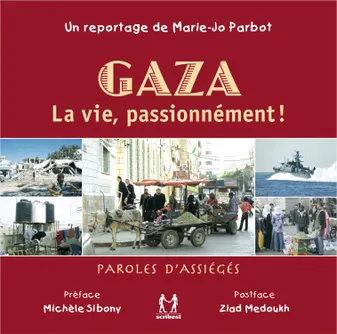 Un reportage de Marie-Jo Parbot
GAZA
La vie, passionnément !
PAROLES D'ASSIÉGÉS
Préface
Michèle Sibony
scribest
Postface
Ziad Medoukh